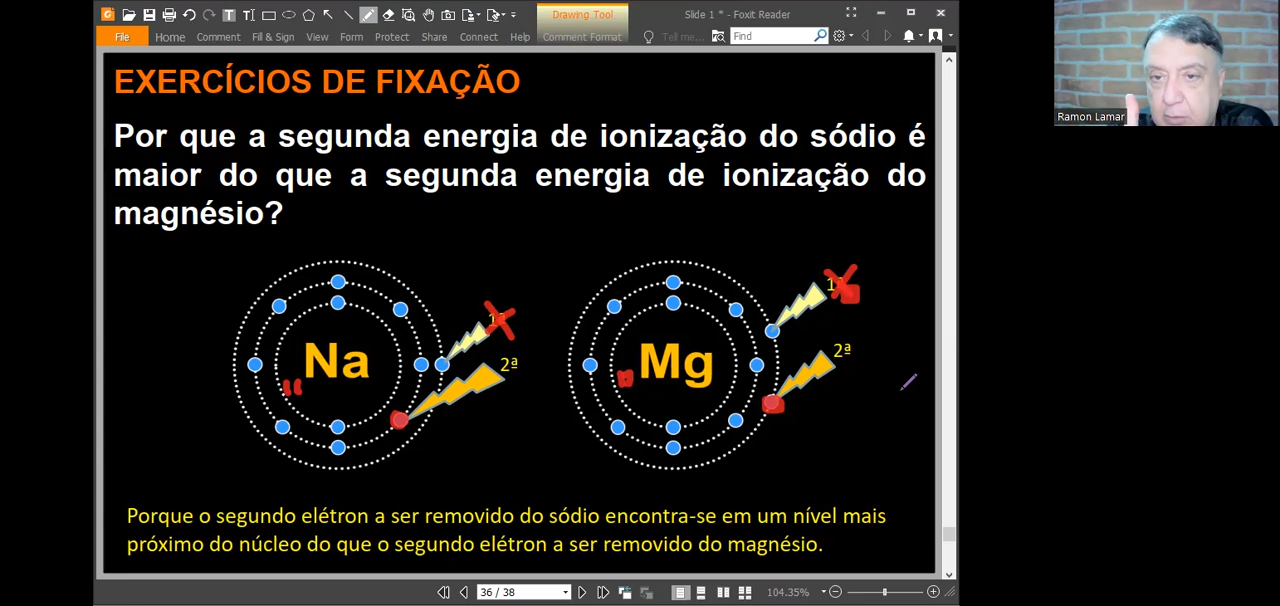 Drawing Tool
Slide 1 * - Foxit Reader
File Home Comment Fill & Sign View Form Protect Share Connect Help Comment Format Tell me... Find
EXERCÍCIOS DE FIXAÇÃO
Por que a segunda energia de ionização do sódio é
maior do que a segunda energia de ionização do
magnésio?
Na
2ª
Mg
2ª
Porque o segundo elétron a ser removido do sódio encontra-se em um nível mais
próximo do núcleo do que o segundo elétron a ser removido do magnésio.
36 / 38
104.35%
Ramon Lamar